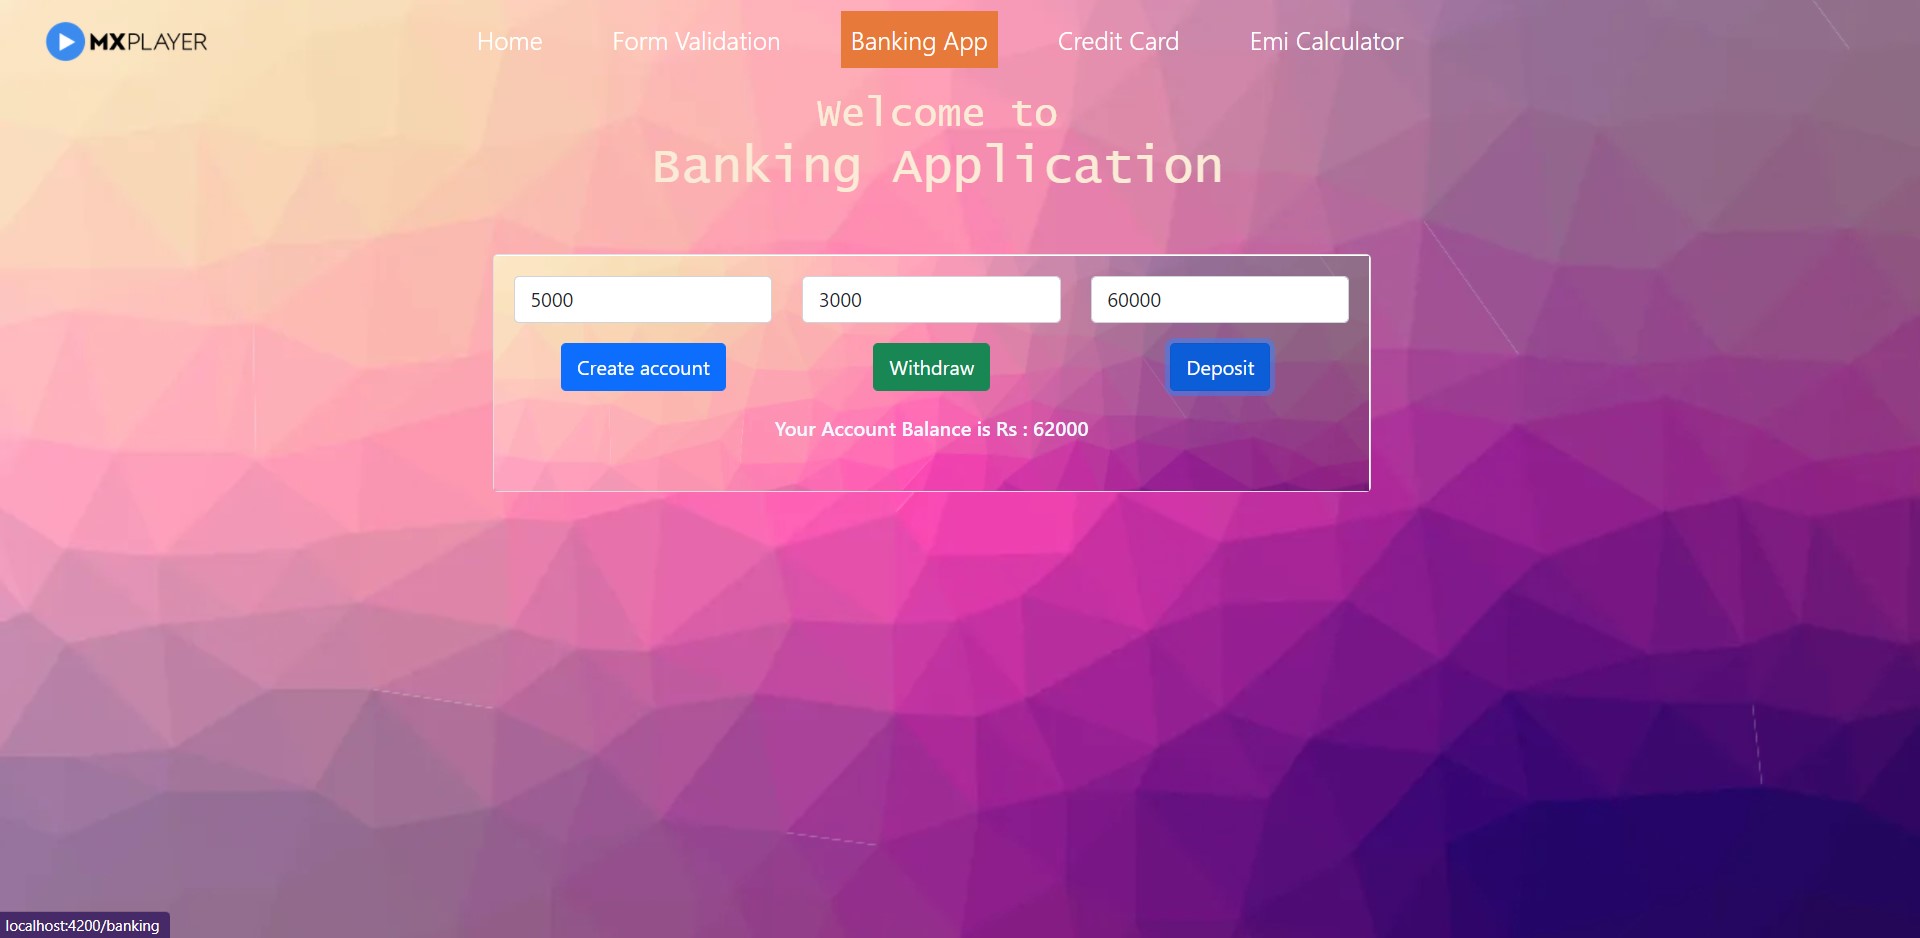 MXPLAYER
Home Form Validation Banking App Credit Card Emi Calculator
Welcome to
Banking Application
5000 3000 60000
Create account Withdraw Deposit
Your Account Balance is Rs : 62000
localhost:4200/banking